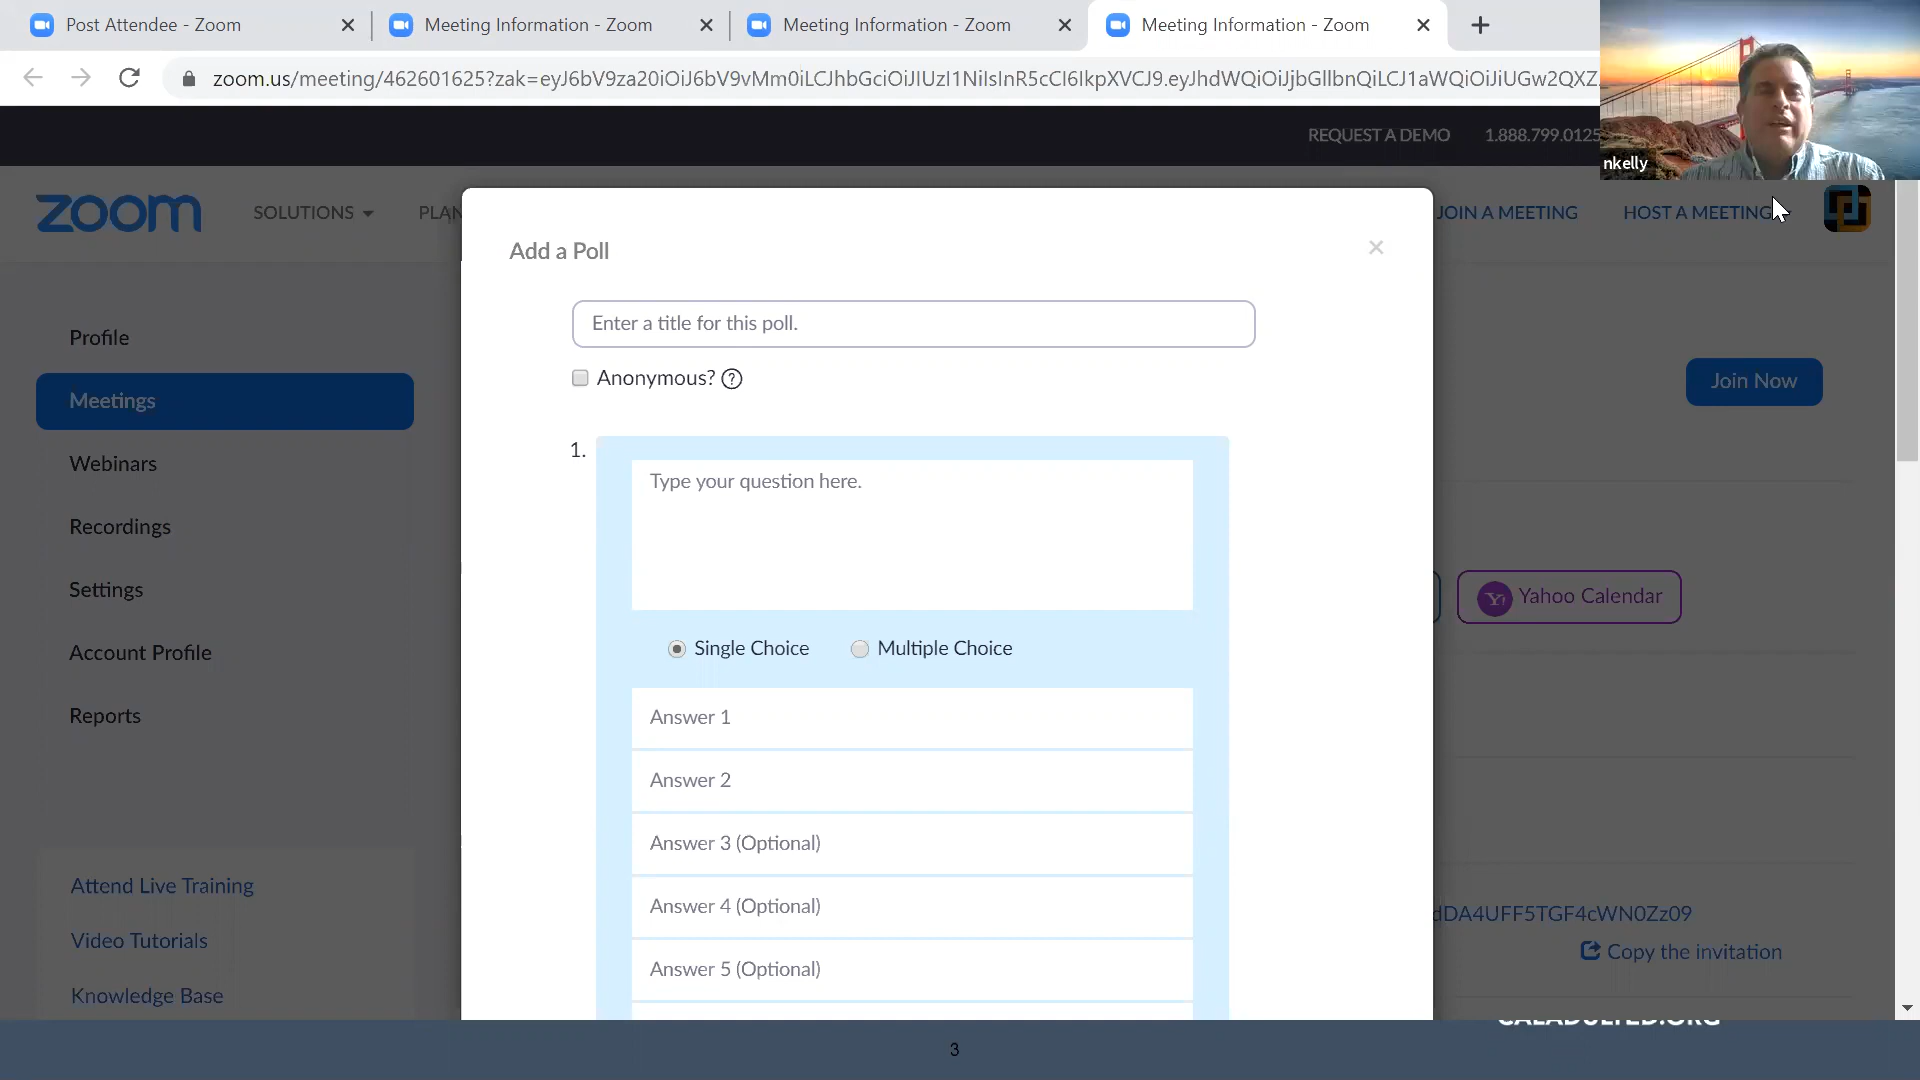 Post Attendee - Zoom
Meeting Information - Zoom
Meeting Information - Zoom
Meeting Information - Zoom
zoom.us/meeting/462601625?zak=eyJ6bV9za20iOiJ6bV9vMm0iLCJhbGciOiJIUzI1NiIsInR5cCI6IkpXVCJ9.eyJhdWQiOiJjbGllbnQiLCJ1aWQiOiJiUGw2QXZ
REQUEST A DEMO
1.888.799.0125
nkelly
zoom
SOLUTIONS
PLAN
JOIN A MEETING
HOST A MEETING
Add a Poll
Enter a title for this poll.
Profile
Anonymous?
Join Now
Meetings
1.
Webinars
Type your question here.
Recordings
Settings
Yahoo Calendar
Single Choice
Multiple Choice
Account Profile
Reports
Answer 1
Answer 2
Answer 3 (Optional)
Attend Live Training
Answer 4 (Optional)
dDA4UFF5TGF4cWN0Zz09
Video Tutorials
Copy the invitation
Answer 5 (Optional)
Knowledge Base
CALADULTED.ORG
3